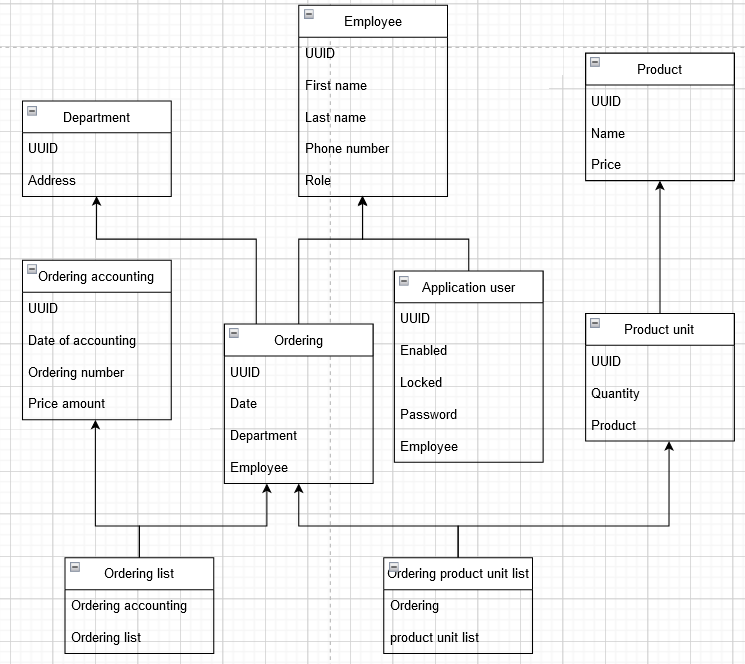 Employee
UUID
First name
Last name
Phone number
Role
Product
UUID
Name
Price
Department
UUID
Address
Ordering accounting
UUID
Date of accounting
Ordering number
Price amount
Application user
UUID
Enabled
Locked
Password
Employee
Ordering
UUID
Date
Department
Employee
Product unit
UUID
Quantity
Product
Ordering list
Ordering accounting
Ordering list
Ordering product unit list
Ordering
product unit list